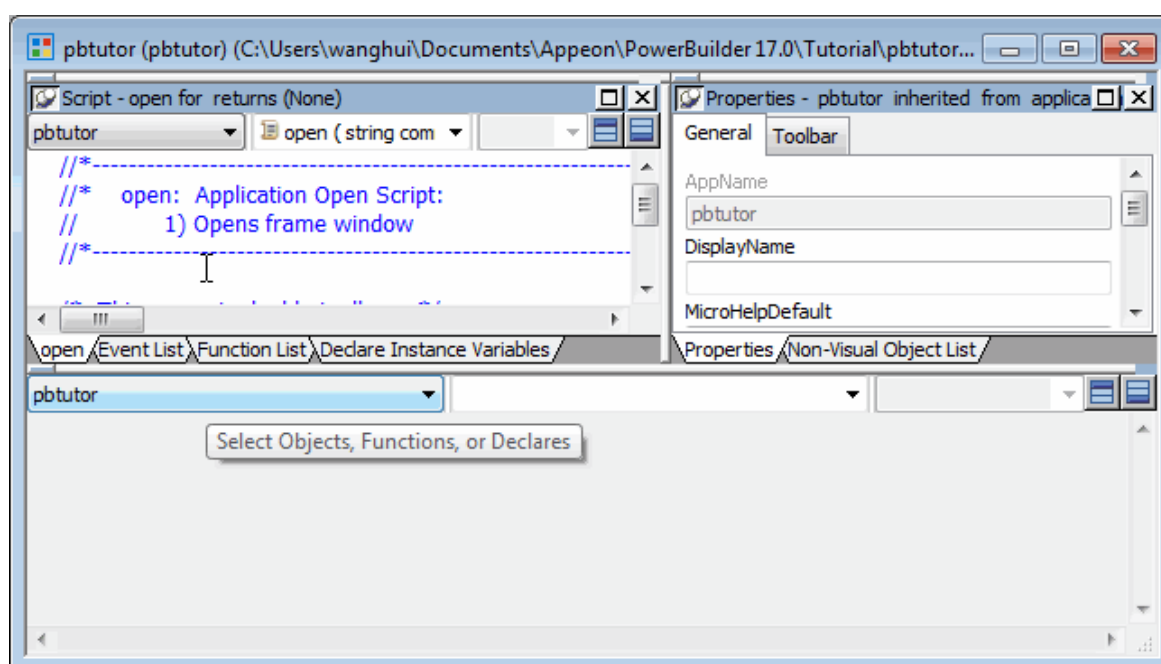 pbtutor (pbtutor) (C:\Users\wanghui\Documents\Appeon\PowerBuilder 17.0\Tutorial\pbtutor...
Script - open for returns (None)
Properties - pbtutor inherited from applica
pbtutor
open ( string com
General
Toolbar
//*------------------------------------------------------------
//* open: Application Open Script:
// 1) Opens frame window
//*------------------------------------------------------------
AppName
pbtutor
DisplayName
MicroHelpDefault
open
Event List
Function List
Declare Instance Variables
Properties
Non-Visual Object List
pbtutor
Select Objects, Functions, or Declares